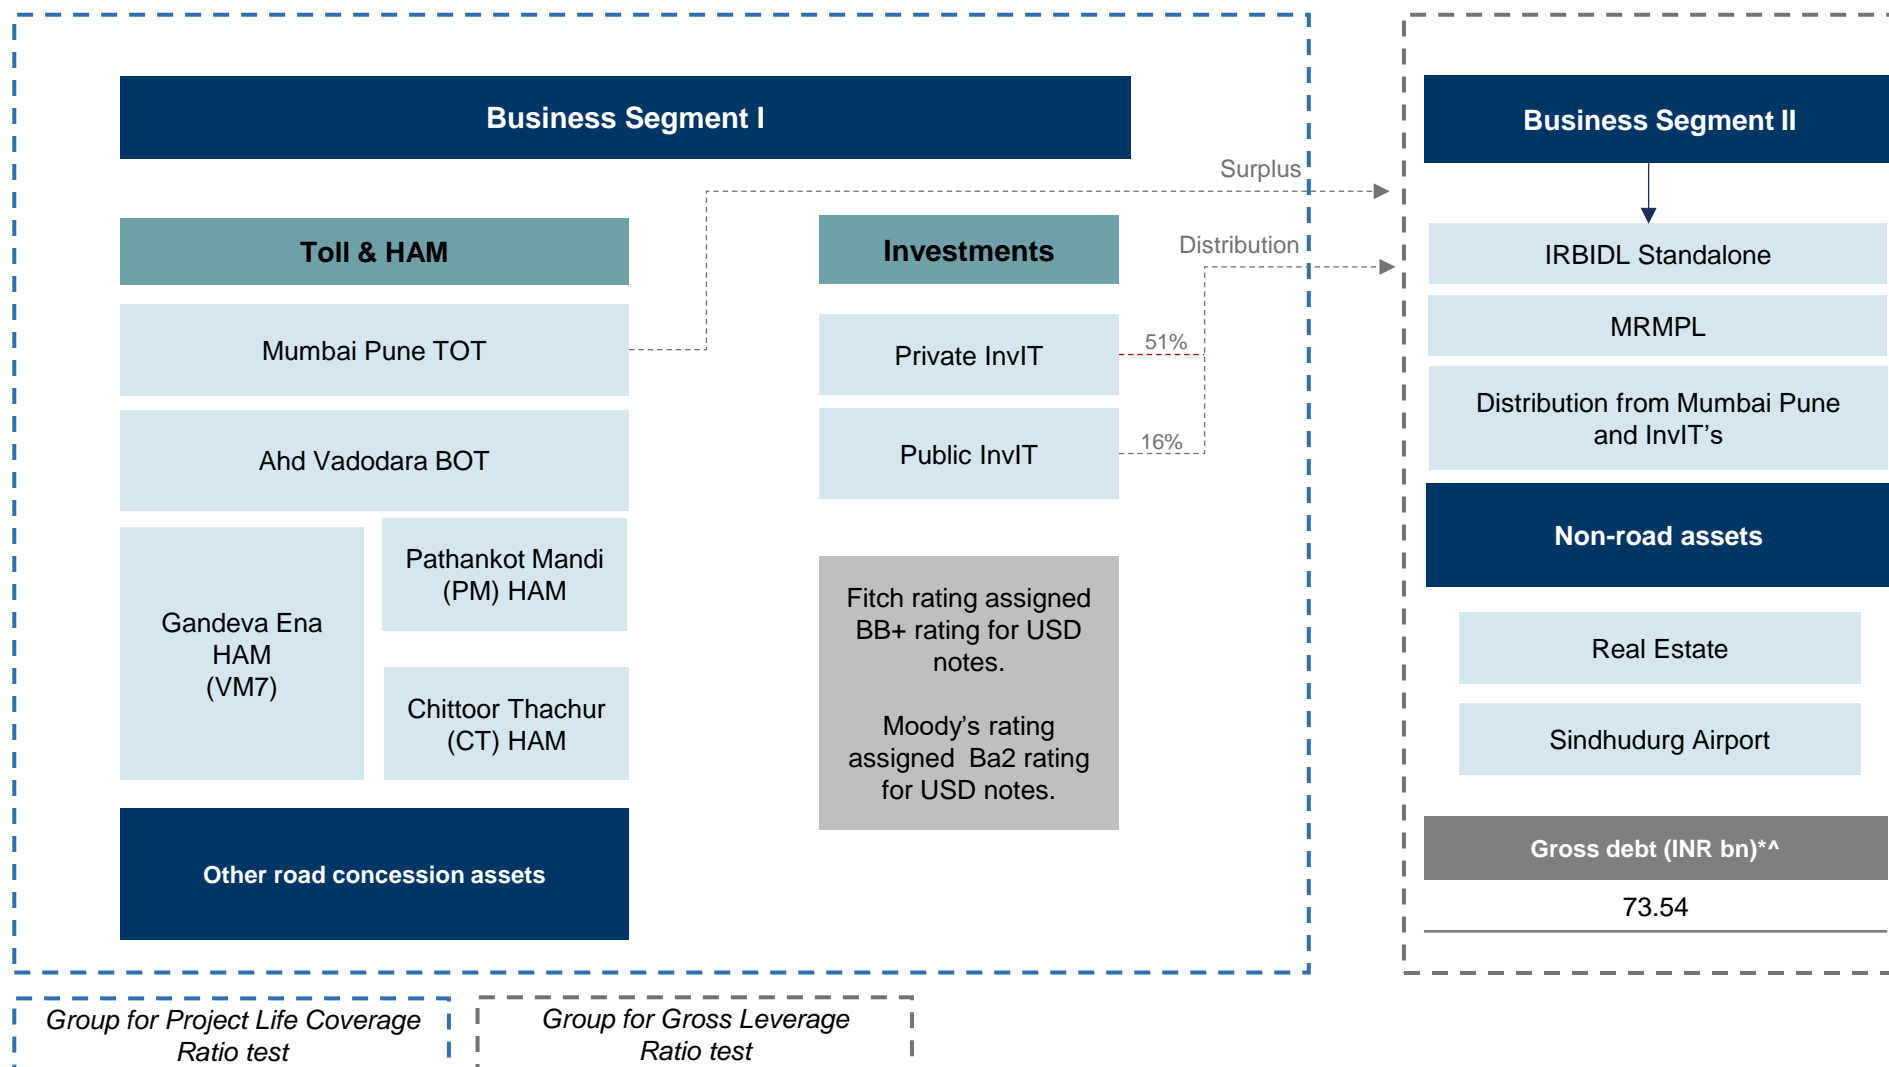 Business Segment I
Toll & HAM
Mumbai Pune TOT
Ahd Vadodara BOT
Gandeva Ena
HAM
(VM7)
Pathankot Mandi
(PM) HAM
Chittoor Thachur
(CT) HAM
Other road concession assets
Investments
Private InvIT
Public InvIT
51%
16%
Surplus
Distribution
Fitch rating assigned
BB+ rating for USD
notes.
Moody’s rating
assigned  Ba2 rating
for USD notes.
Business Segment II
IRBIDL Standalone
MRMPL
Distribution from Mumbai Pune
and InvIT’s
Non-road assets
Real Estate
Sindhudurg Airport
Gross debt (INR bn)*^
73.54
Group for Project Life Coverage
Ratio test
Group for Gross Leverage
Ratio test